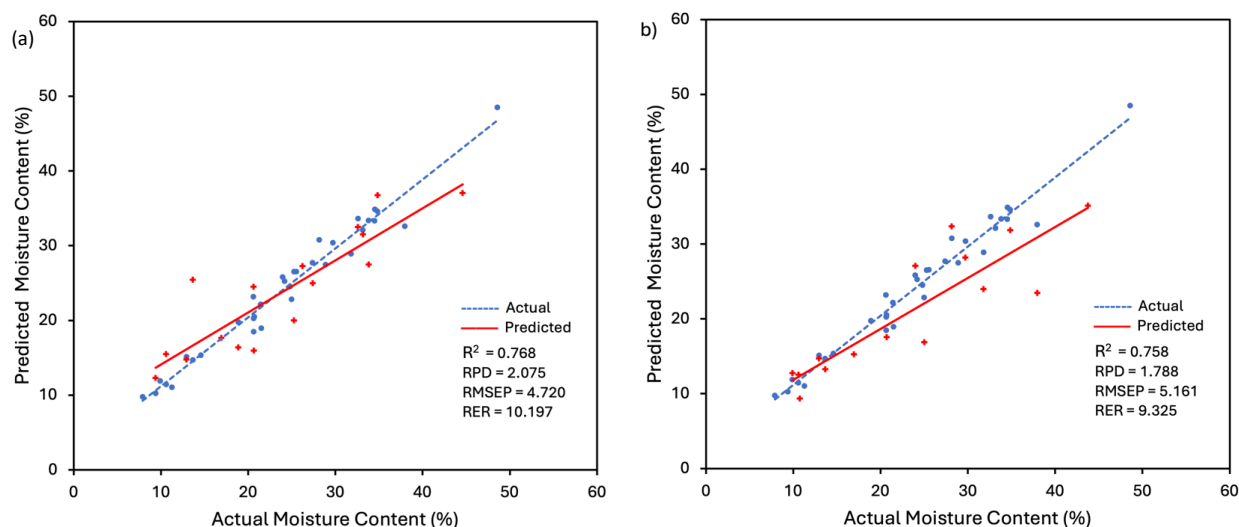 (a)
60
50
40
30
20
10
0
Predicted Moisture Content (%)
0 10 20 30 40 50 60
Actual Moisture Content (%)
Actual
Predicted
R² = 0.768
RPD = 2.075
RMSEP = 4.720
RER = 10.197
b)
60
50
40
30
20
10
0
Predicted Moisture Content (%)
0 10 20 30 40 50 60
Actual Moisture Content (%)
Actual
Predicted
R² = 0.758
RPD = 1.788
RMSEP = 5.161
RER = 9.325